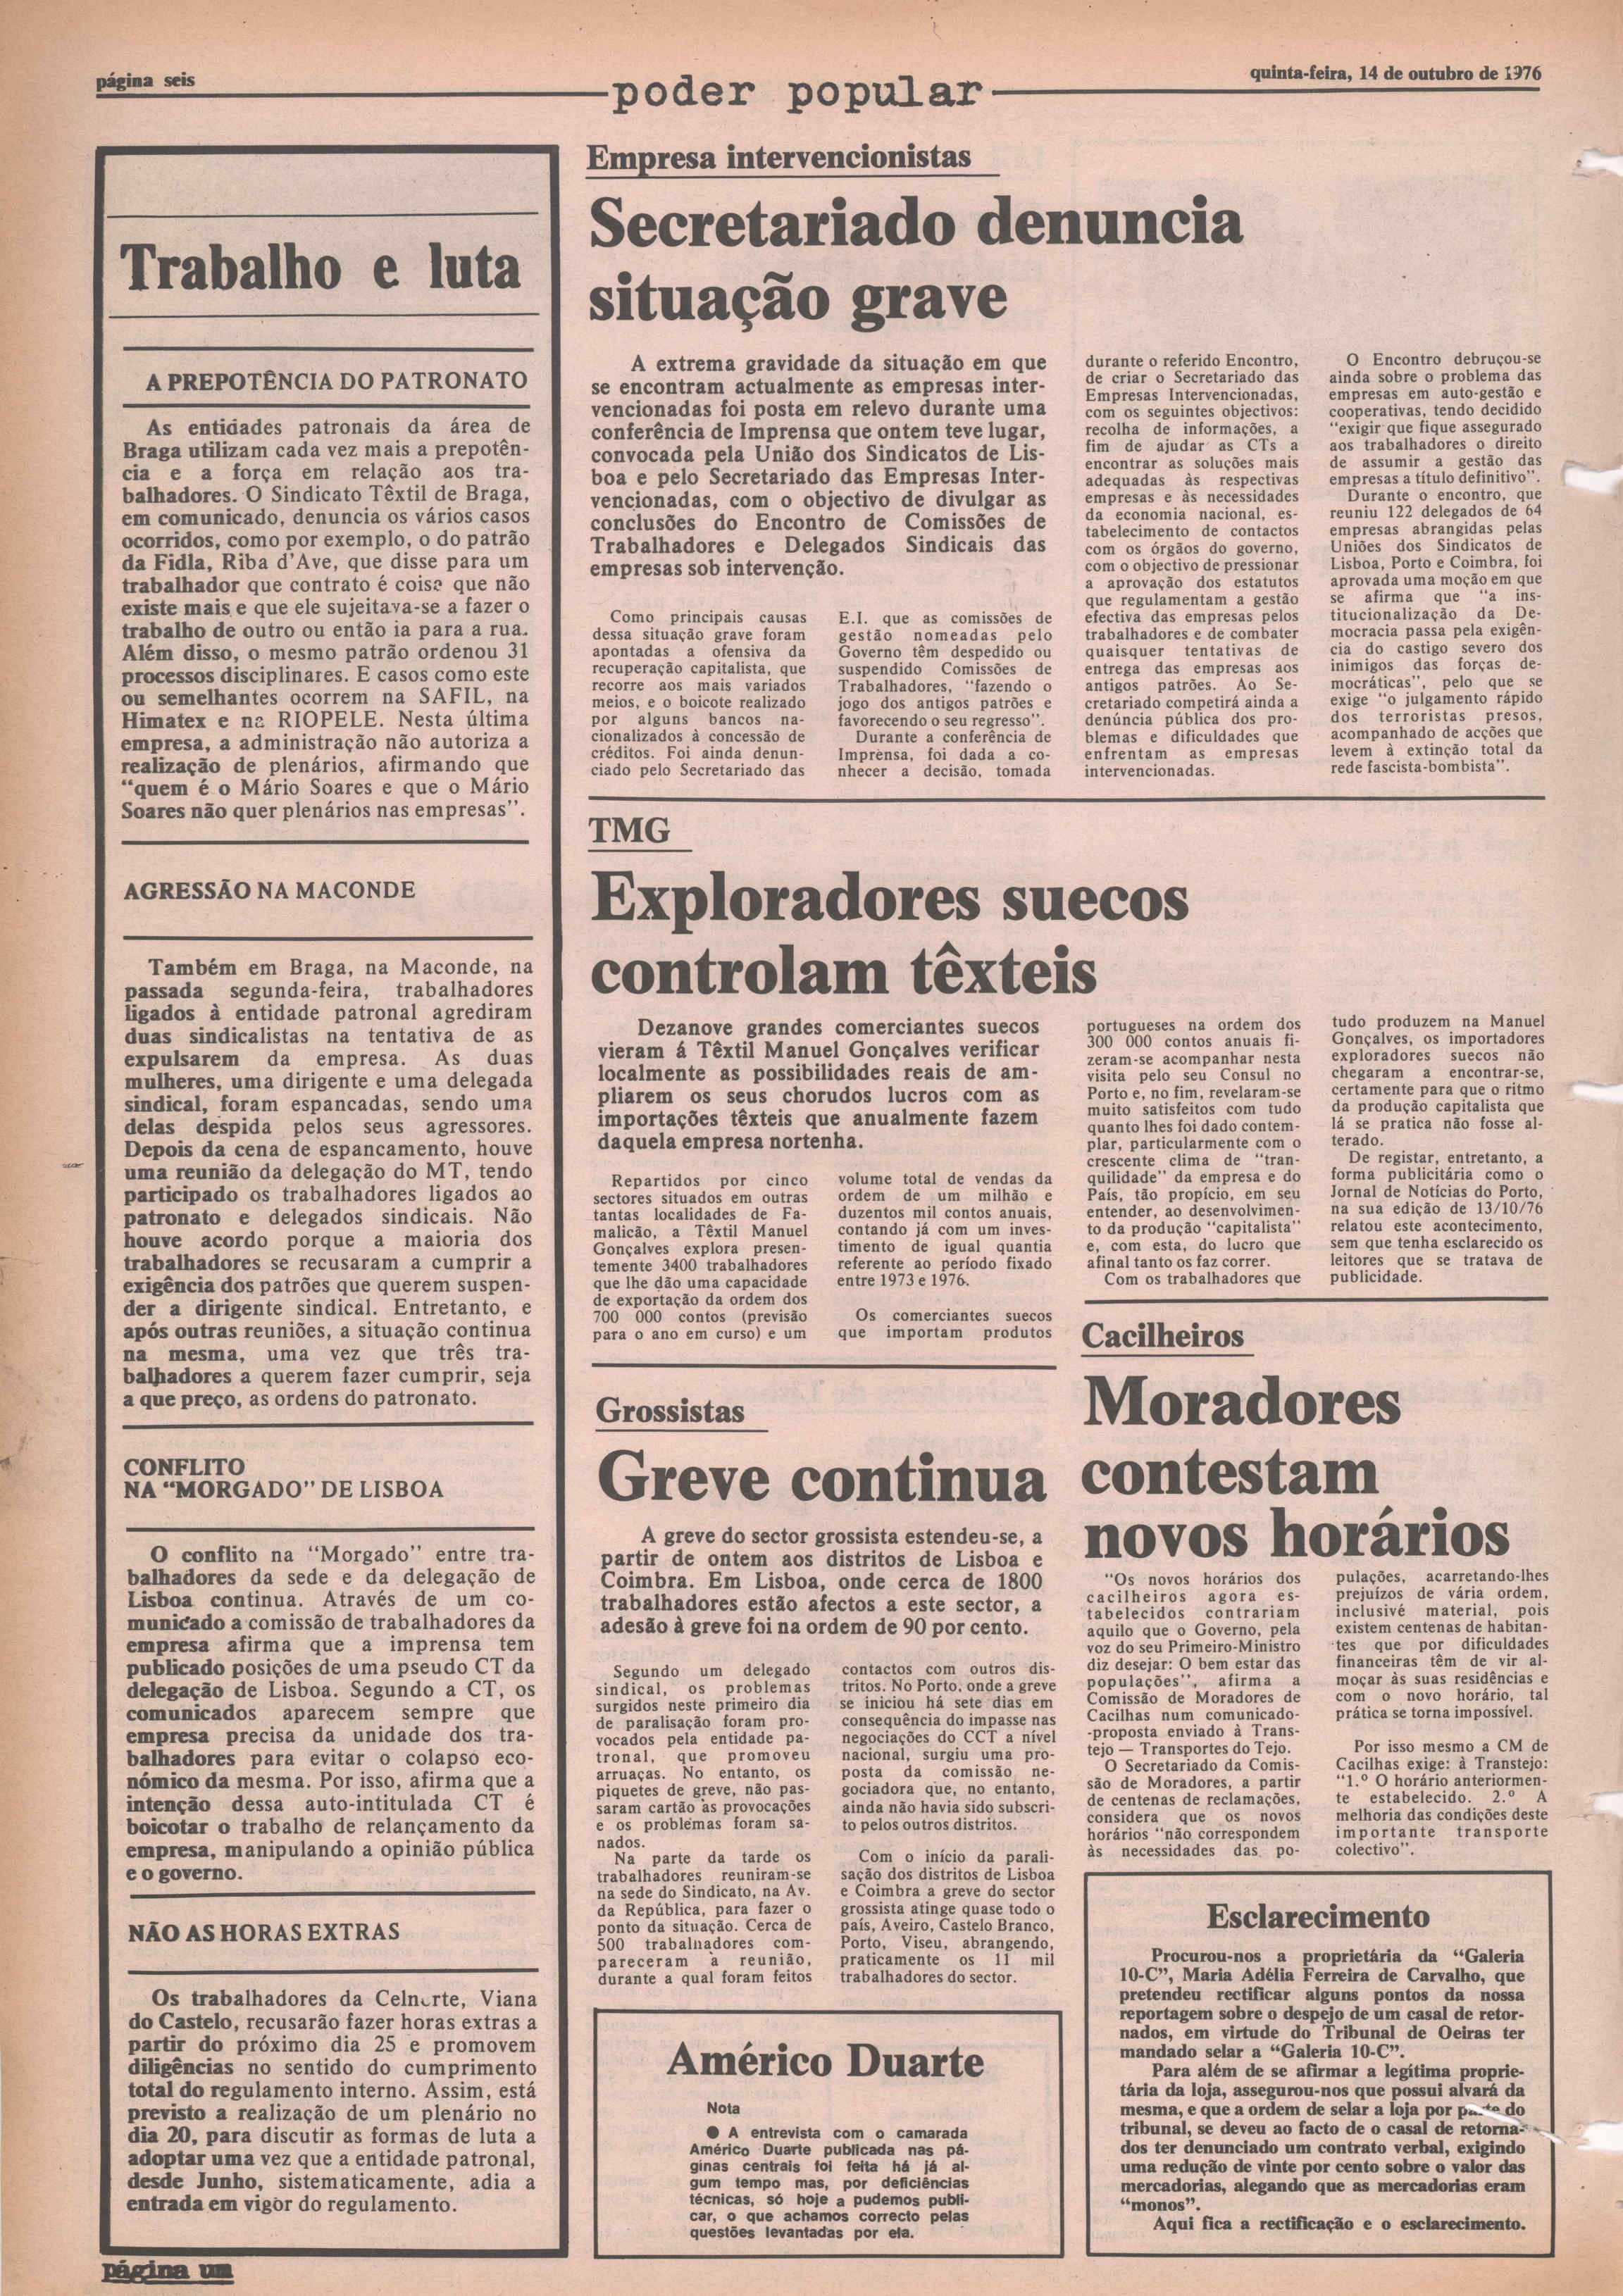 página seis
poder popular
quinta-feira, 14 de outubro de 1976
Trabalho e luta
A PREPOTÊNCIA DO PATRONATO
As entidades patronais da área de
Braga utilizam cada vez mais a prepotên-
cia e a força em relação aos tra-
balhadores. O Sindicato Têxtil de Braga,
em comunicado, denuncia os vários casos
ocorridos, como por exemplo, o do patrão
da Fidla, Riba d'Ave, que disse para um
trabalhador que contrato é coisa que não
existe mais e que ele sujeitava-se a fazer o
trabalho de outro ou então ia para a rua.
Além disso, o mesmo patrão ordenou 31
processos disciplinares. E casos como este
ou semelhantes ocorrem na SAFIL, na
Himatex e na RIOPELE. Nesta última
empresa, a administração não autoriza a
realização de plenários, afirmando que
"quem é o Mário Soares e que o Mário
Soares não quer plenários nas empresas".
AGRESSÃO NA MACONDE
Também em Braga, na Maconde, na
passada segunda-feira, trabalhadores
ligados à entidade patronal agrediram
duas sindicalistas na tentativa de as
expulsarem da empresa. As duas
mulheres, uma dirigente e uma delegada
sindical, foram espancadas, sendo uma
delas despida pelos seus agressores.
Depois da cena de espancamento, houve
uma reunião da delegação do MT, tendo
participado os trabalhadores ligados ao
patronato e delegados sindicais. Não
houve acordo porque a maioria dos
trabalhadores se recusaram a cumprir a
exigência dos patrões que querem suspen-
der a dirigente sindical. Entretanto, e
após outras reuniões, a situação continua
na mesma, uma vez que três tra-
balhadores a querem fazer cumprir, seja
a que preço, as ordens do patronato.
CONFLITO
NA "MORGADO" DE LISBOA
O conflito na "Morgado" entre tra-
balhadores da sede e da delegação de
Lisboa continua. Através de um co-
municado a comissão de trabalhadores da
empresa afirma que a imprensa tem
publicado posições de uma pseudo CT da
delegação de Lisboa. Segundo a CT, os
comunicados aparecem sempre que
empresa precisa da unidade dos tra-
balhadores para evitar o colapso eco-
nómico da mesma. Por isso, afirma que a
intenção dessa auto-intitulada CT é
boicotar o trabalho de relançamento da
empresa, manipulando a opinião pública
e o governo.
NÃO AS HORAS EXTRAS
Os trabalhadores da Celnorte, Viana
do Castelo, recusarão fazer horas extras a
partir do próximo dia 25 e promovem
diligências no sentido do cumprimento
total do regulamento interno. Assim, está
previsto a realização de um plenário no
dia 20, para discutir as formas de luta a
adoptar uma vez que a entidade patronal,
desde Junho, sistematicamente, adia a
entrada em vigor do regulamento.
Empresa intervencionistas
Secretariado denuncia
situação grave
A extrema gravidade da situação em que
se encontram actualmente as empresas inter-
vencionadas foi posta em relevo durante uma
conferência de Imprensa que ontem teve lugar,
convocada pela União dos Sindicatos de Lis-
boa e pelo Secretariado das Empresas Inter-
vencionadas, com o objectivo de divulgar as
conclusões do Encontro de Comissões de
Trabalhadores e Delegados Sindicais das
empresas sob intervenção.
Como principais causas
dessa situação grave foram
apontadas a ofensiva da
recuperação capitalista, que
recorre aos mais variados
meios, e o boicote realizado
por alguns bancos na-
cionalizados à concessão de
créditos. Foi ainda denun-
ciado pelo Secretariado das
E.I. que as comissões de
gestão nomeadas pelo
Governo têm despedido ou
suspendido Comissões de
Trabalhadores, "fazendo o
jogo dos antigos patrões e
favorecendo o seu regresso".
Durante a conferência de
Imprensa, foi dada a co-
nhecer a decisão, tomada
durante o referido Encontro,
de criar o Secretariado das
Empresas Intervencionadas,
com os seguintes objectivos:
recolha de informações, a
fim de ajudar as CTs a
encontrar as soluções mais
adequadas às respectivas
empresas e às necessidades
da economia nacional, es-
tabelecimento de contactos
com os órgãos do governo,
com o objectivo de pressionar
a aprovação dos estatutos
que regulamentam a gestão
efectiva das empresas pelos
trabalhadores e de combater
quaisquer tentativas de
entrega das empresas aos
antigos patrões. Ao Se-
cretariado competirá ainda a
denúncia pública dos pro-
blemas e dificuldades que
enfrentam as empresas
intervencionadas.
O Encontro debruçou-se
ainda sobre o problema das
empresas em auto-gestão e
cooperativas, tendo decidido
"exigir que fique assegurado
aos trabalhadores o direito
de assumir a gestão das
empresas a título definitivo".
Durante o encontro, que
reuniu 122 delegados de 64
empresas abrangidas pelas
Uniões dos Sindicatos de
Lisboa, Porto e Coimbra, foi
aprovada uma moção em que
se afirma que "a ins-
titucionalização da De-
mocracia passa pela exigên-
cia do castigo severo dos
inimigos das forças de-
mocráticas", pelo que se
exige "o julgamento rápido
dos terroristas presos,
acompanhado de acções que
levem à extinção total da
rede fascista-bombista".
TMG
Exploradores suecos
controlam têxteis
Dezanove grandes comerciantes suecos
vieram á Têxtil Manuel Gonçalves verificar
localmente as possibilidades reais de am-
pliarem os seus chorudos lucros com as
importações têxteis que anualmente fazem
daquela empresa nortenha.
Repartidos por cinco
sectores situados em outras
tantas localidades de Fa-
malicão, a Têxtil Manuel
Gonçalves explora presen-
temente 3400 trabalhadores
que lhe dão uma capacidade
de exportação da ordem dos
700 000 contos (previsão
para o ano em curso) e um
volume total de vendas da
ordem de um milhão e
duzentos mil contos anuais,
contando já com um inves-
timento de igual quantia
referente ao período fixado
entre 1973 e 1976.
Os comerciantes suecos
que importam produtos
portugueses na ordem dos
300 000 contos anuais fi-
zeram-se acompanhar nesta
visita pelo seu Consul no
Porto e, no fim, revelaram-se
muito satisfeitos com tudo
quanto lhes foi dado contem-
plar, particularmente com o
crescente clima de "tran-
quilidade" da empresa e do
País, tão propício, em seu
entender, ao desenvolvimen-
to da produção "capitalista"
e, com esta, do lucro que
afinal tanto os faz correr.
Com os trabalhadores que
tudo produzem na Manuel
Gonçalves, os importadores
exploradores suecos não
chegaram a encontrar-se,
certamente para que o ritmo
da produção capitalista que
lá se pratica não fosse al-
terado.
De registar, entretanto, a
forma publicitária como o
Jornal de Notícias do Porto,
na sua edição de 13/10/76
relatou este acontecimento,
sem que tenha esclarecido os
leitores que se tratava de
publicidade.
Grossistas
Greve continua
A greve do sector grossista estendeu-se, a
partir de ontem aos distritos de Lisboa e
Coimbra. Em Lisboa, onde cerca de 1800
trabalhadores estão afectos a este sector, a
adesão à greve foi na ordem de 90 por cento.
Segundo um delegado
sindical, os problemas
surgidos neste primeiro dia
de paralisação foram pro-
vocados pela entidade pa-
tronal, que promoveu
arruaças. No entanto, os
piquetes de greve, não pas-
saram cartão às provocações
e os problemas foram sa-
nados.
Na parte da tarde os
trabalhadores reuniram-se
na sede do Sindicato, na Av.
da República, para fazer o
ponto da situação. Cerca de
500 trabalhadores com-
pareceram à reunião,
durante a qual foram feitos
contactos com outros dis-
tritos. No Porto, onde a greve
se iniciou há sete dias em
consequência do impasse nas
negociações do CCT a nível
nacional, surgiu uma pro-
posta da comissão ne-
gociadora que, no entanto,
ainda não havia sido subscri-
to pelos outros distritos.
Com o início da parali-
sação dos distritos de Lisboa
e Coimbra a greve do sector
grossista atinge quase todo o
país, Aveiro, Castelo Branco,
Porto, Viseu, abrangendo,
praticamente os 11 mil
trabalhadores do sector.
Cacilheiros
Moradores
contestam
novos horários
"Os novos horários dos
cacilheiros agora es-
tabelecidos contrariam
aquilo que o Governo, pela
voz do seu Primeiro-Ministro
diz desejar: O bem estar das
populações", afirma a
Comissão de Moradores de
Cacilhas num comunicado-
-proposta enviado à Trans-
tejo — Transportes do Tejo.
O Secretariado da Comis-
são de Moradores, a partir
de centenas de reclamações,
considera que os novos
horários "não correspondem
às necessidades das po-
pulações, acarretando-lhes
prejuízos de vária ordem,
inclusivé material, pois
existem centenas de habitan-
tes que por dificuldades
financeiras têm de vir al-
moçar às suas residências e
com o novo horário, tal
prática se torna impossível.
Por isso mesmo a CM de
Cacilhas exige: à Transtejo:
"1.º O horário anteriormen-
te estabelecido. 2.º A
melhoria das condições deste
importante transporte
colectivo".
Américo Duarte
Nota
● A entrevista com o camarada
Américo Duarte publicada nas pá-
ginas centrais foi feita há já al-
gum tempo mas, por deficiências
técnicas, só hoje a pudemos publi-
car, o que achamos correcto pelas
questões levantadas por ela.
Esclarecimento
Procurou-nos a proprietária da "Galeria
10-C", Maria Adélia Ferreira de Carvalho, que
pretendeu rectificar alguns pontos da nossa
reportagem sobre o despejo de um casal de retor-
nados, em virtude do Tribunal de Oeiras ter
mandado selar a "Galeria 10-C".
Para além de se afirmar a legítima proprie-
tária da loja, assegurou-nos que possui alvará da
mesma, e que a ordem de selar a loja por parte do
tribunal, se deveu ao facto de o casal de retorna-
dos ter denunciado um contrato verbal, exigindo
uma redução de vinte por cento sobre o valor das
mercadorias, alegando que as mercadorias eram
"monos".
Aqui fica a rectificação e o esclarecimento.
página um